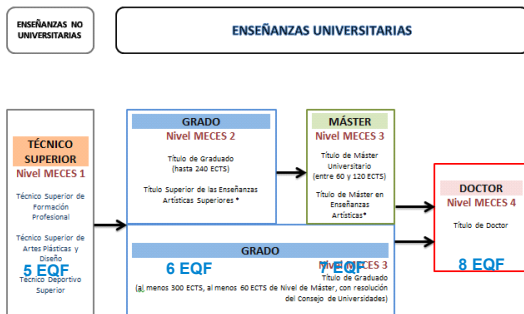 ENSEÑANZAS NO
UNIVERSITARIAS
ENSEÑANZAS UNIVERSITARIAS
TÉCNICO
SUPERIOR
Nivel MECES 1
Técnico Superior de
Formación
Profesional
Técnico Superior de
Artes Plásticas y
Diseño
5 EQF
Técnico Deportivo
Superior
GRADO
Nivel MECES 2
Título de Graduado
(hasta 240 ECTS)
Título Superior de las Enseñanzas
Artísticas Superiores *
MÁSTER
Nivel MECES 3
Título de Máster
Universitario
(entre 60 y 120 ECTS)
Título de Máster en
Enseñanzas
Artísticas*
GRADO
6 EQF
7 EQF
Nivel MECES 3
Título de Graduado
(al menos 300 ECTS, al menos 60 ECTS de Nivel de Máster, con resolución
del Consejo de Universidades)
DOCTOR
Nivel MECES 4
Título de Doctor
8 EQF